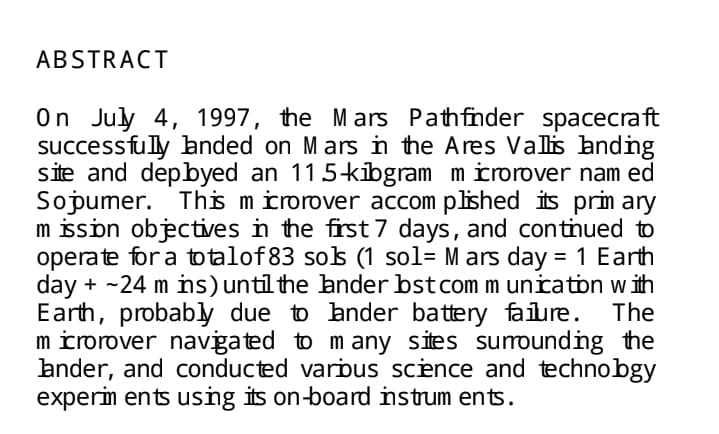 ABSTRACT
On July 4, 1997, the Mars Pathfinder spacecraft
successfully landed on Mars in the Ares Vallis landing
site and deployed an 11.5-kilogram microrover named
Sojourner. This microrover accomplished its primary
mission objectives in the first 7 days, and continued to
operate for a total of 83 sols (1 sol= Mars day = 1 Earth
day + ~24 mins) until the lander lost communication with
Earth, probably due to lander battery failure. The
microrover navigated to many sites surrounding the
lander, and conducted various science and technology
experiments using its on-board instruments.